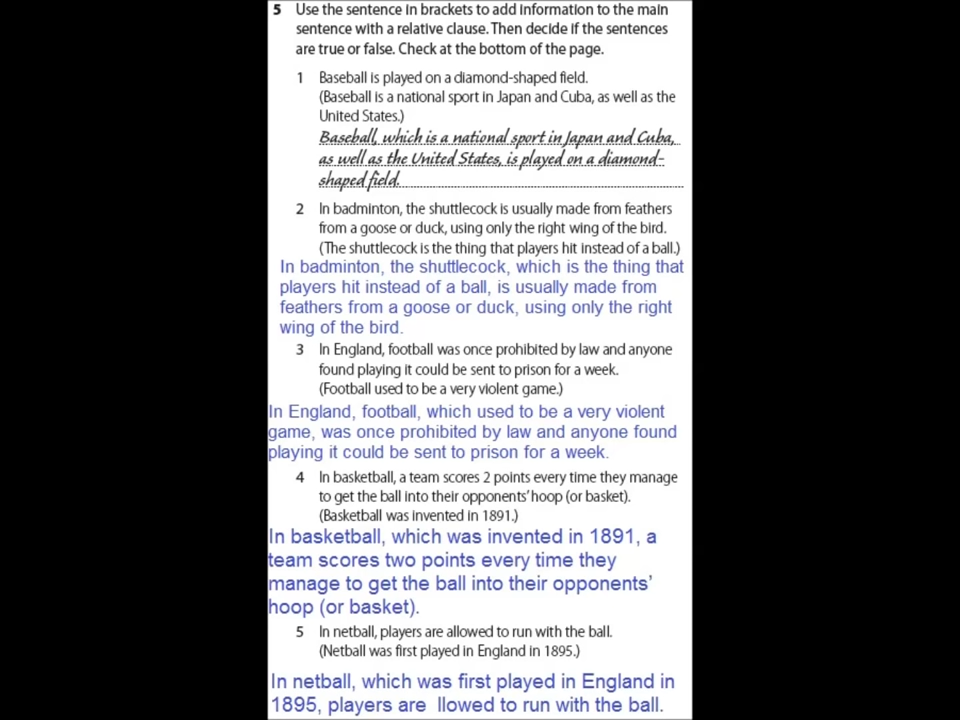 5 Use the sentence in brackets to add information to the main
sentence with a relative clause. Then decide if the sentences
are true or false. Check at the bottom of the page.
1 Baseball is played on a diamond-shaped field.
(Baseball is a national sport in Japan and Cuba, as well as the
United States.)
Baseball, which is a national sport in Japan and Cuba,
as well as the United States, is played on a diamond-
shaped field.
2 In badminton, the shuttlecock is usually made from feathers
from a goose or duck, using only the right wing of the bird.
(The shuttlecock is the thing that players hit instead of a ball.)
In badminton, the shuttlecock, which is the thing that
players hit instead of a ball, is usually made from
feathers from a goose or duck, using only the right
wing of the bird.
3 In England, football was once prohibited by law and anyone
found playing it could be sent to prison for a week.
(Football used to be a very violent game.)
In England, football, which used to be a very violent
game, was once prohibited by law and anyone found
playing it could be sent to prison for a week.
4 In basketball, a team scores 2 points every time they manage
to get the ball into their opponents' hoop (or basket).
(Basketball was invented in 1891.)
In basketball, which was invented in 1891, a
team scores two points every time they
manage to get the ball into their opponents'
hoop (or basket).
5 In netball, players are allowed to run with the ball.
(Netball was first played in England in 1895.)
In netball, which was first played in England in
1895, players are llowed to run with the ball.